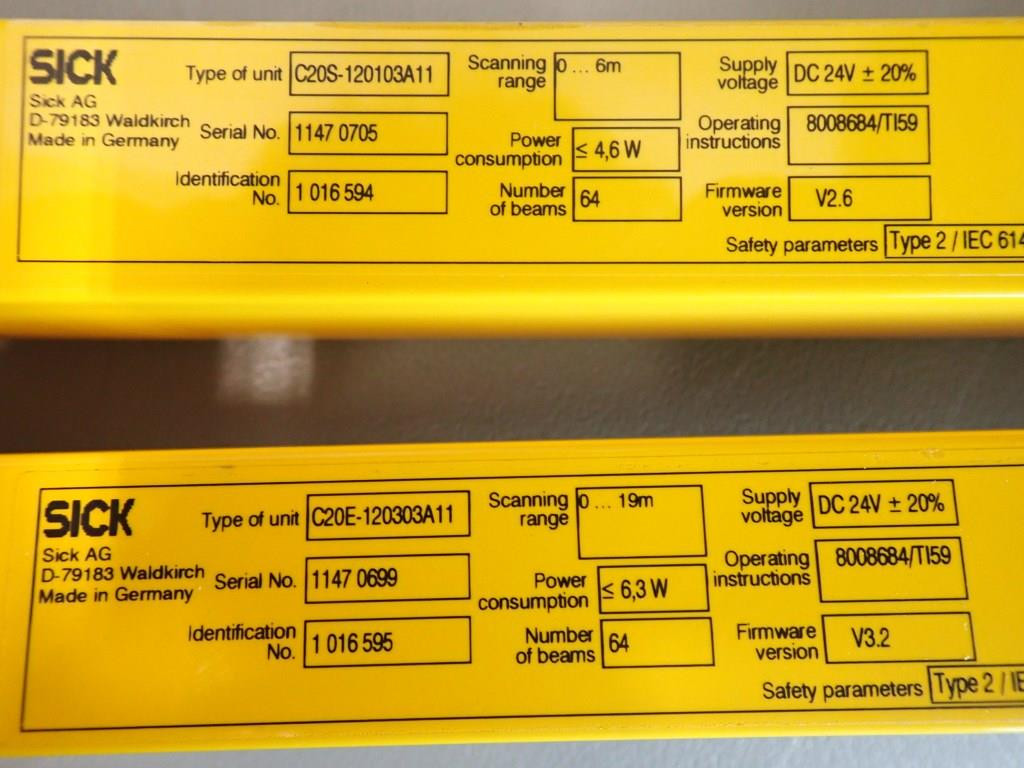 SICK
Sick AG
D-79183 Waldkirch
Made in Germany
Type of unit C20S-120103A11
Serial No. 1147 0705
Identification
No. 1 016 594
Scanning
range 0 ... 6m
Power
consumption ≤ 4,6 W
Number
of beams 64
Supply
voltage DC 24V ± 20%
Operating
instructions 8008684/TI59
Firmware
version V2.6
Safety parameters Type 2 / IEC 614
SICK
Sick AG
D-79183 Waldkirch
Made in Germany
Type of unit C20E-120303A11
Serial No. 1147 0699
Identification
No. 1 016 595
Scanning
range 0 ... 19m
Power
consumption ≤ 6,3 W
Number
of beams 64
Supply
voltage DC 24V ± 20%
Operating
instructions 8008684/TI59
Firmware
version V3.2
Safety parameters Type 2 / IE